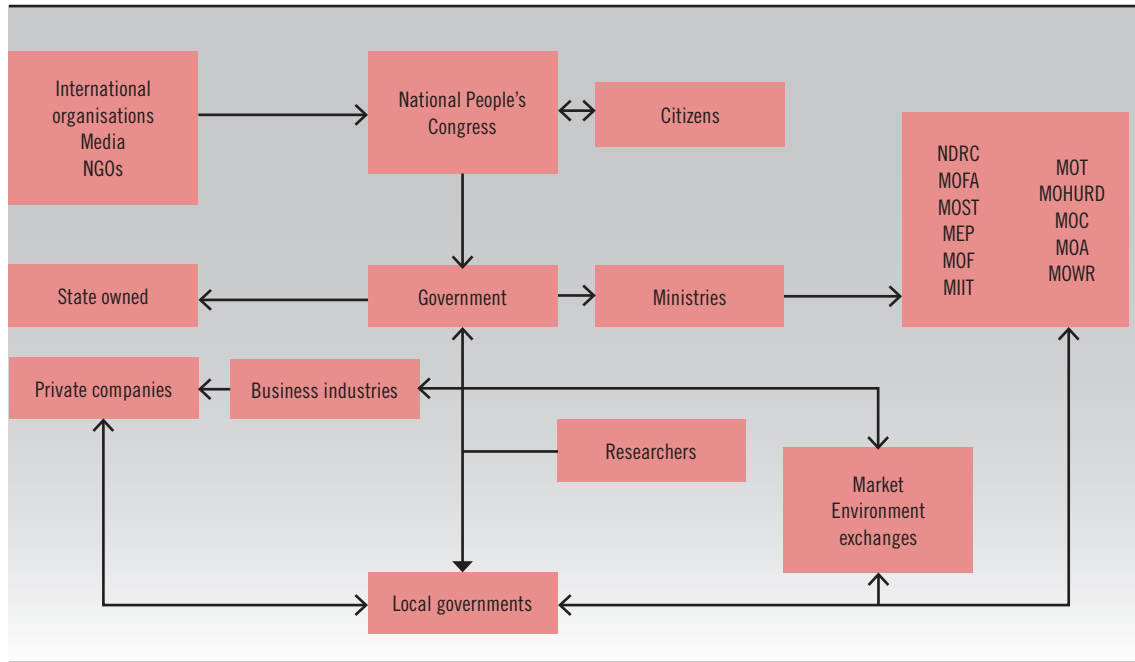 International
organisations
Media
NGOs
National People’s
Congress
Citizens
NDRC
MOFA
MOST
MEP
MOF
MIIT
MOT
MOHURD
MOC
MOA
MOWR
State owned
Government
Ministries
Private companies
Business industries
Researchers
Market
Environment
exchanges
Local governments